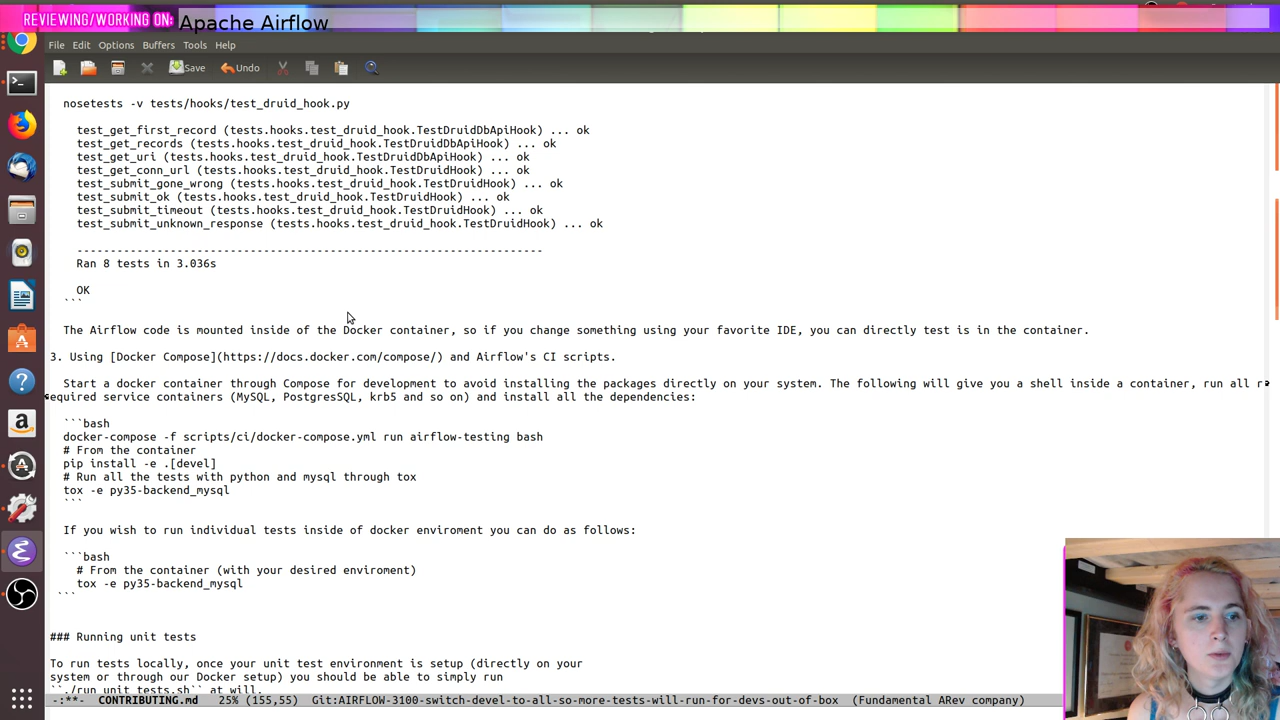 REVIEWING/WORKING ON: Apache Airflow
File Edit Options Buffers Tools Help
Save Undo
nosetests -v tests/hooks/test_druid_hook.py
test_get_first_record (tests.hooks.test_druid_hook.TestDruidDbApiHook) ... ok
test_get_records (tests.hooks.test_druid_hook.TestDruidDbApiHook) ... ok
test_get_uri (tests.hooks.test_druid_hook.TestDruidDbApiHook) ... ok
test_get_conn_url (tests.hooks.test_druid_hook.TestDruidHook) ... ok
test_submit_gone_wrong (tests.hooks.test_druid_hook.TestDruidHook) ... ok
test_submit_ok (tests.hooks.test_druid_hook.TestDruidHook) ... ok
test_submit_timeout (tests.hooks.test_druid_hook.TestDruidHook) ... ok
test_submit_unknown_response (tests.hooks.test_druid_hook.TestDruidHook) ... ok
----------------------------------------------------------------------
Ran 8 tests in 3.036s
OK
```
The Airflow code is mounted inside of the Docker container, so if you change something using your favorite IDE, you can directly test is in the container.
3. Using [Docker Compose](https://docs.docker.com/compose/) and Airflow's CI scripts.
Start a docker container through Compose for development to avoid installing the packages directly on your system. The following will give you a shell inside a container, run all r
equired service containers (MySQL, PostgresSQL, krb5 and so on) and install all the dependencies:
```bash
docker-compose -f scripts/ci/docker-compose.yml run airflow-testing bash
# From the container
pip install -e .[devel]
# Run all the tests with python and mysql through tox
tox -e py35-backend_mysql
```
If you wish to run individual tests inside of docker enviroment you can do as follows:
```bash
# From the container (with your desired enviroment)
tox -e py35-backend_mysql
```
### Running unit tests
To run tests locally, once your unit test environment is setup (directly on your
system or through our Docker setup) you should be able to simply run
``./run_unit_tests.sh`` at will.
-:**- CONTRIBUTING.md 25% (155,55) Git:AIRFLOW-3100-switch-devel-to-all-so-more-tests-will-run-for-devs-out-of-box (Fundamental ARev company)